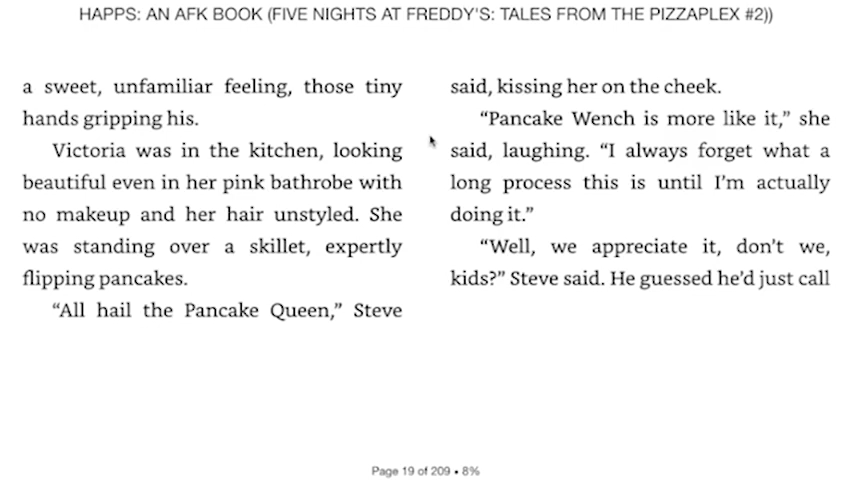 HAPPS: AN AFK BOOK (FIVE NIGHTS AT FREDDY'S: TALES FROM THE PIZZAPLEX #2))
a sweet, unfamiliar feeling, those tiny
hands gripping his.
Victoria was in the kitchen, looking
beautiful even in her pink bathrobe with
no makeup and her hair unstyled. She
was standing over a skillet, expertly
flipping pancakes.
“All hail the Pancake Queen,” Steve
said, kissing her on the cheek.
“Pancake Wench is more like it,” she
said, laughing. “I always forget what a
long process this is until I’m actually
doing it.”
“Well, we appreciate it, don’t we,
kids?” Steve said. He guessed he’d just call
Page 19 of 209 • 8%